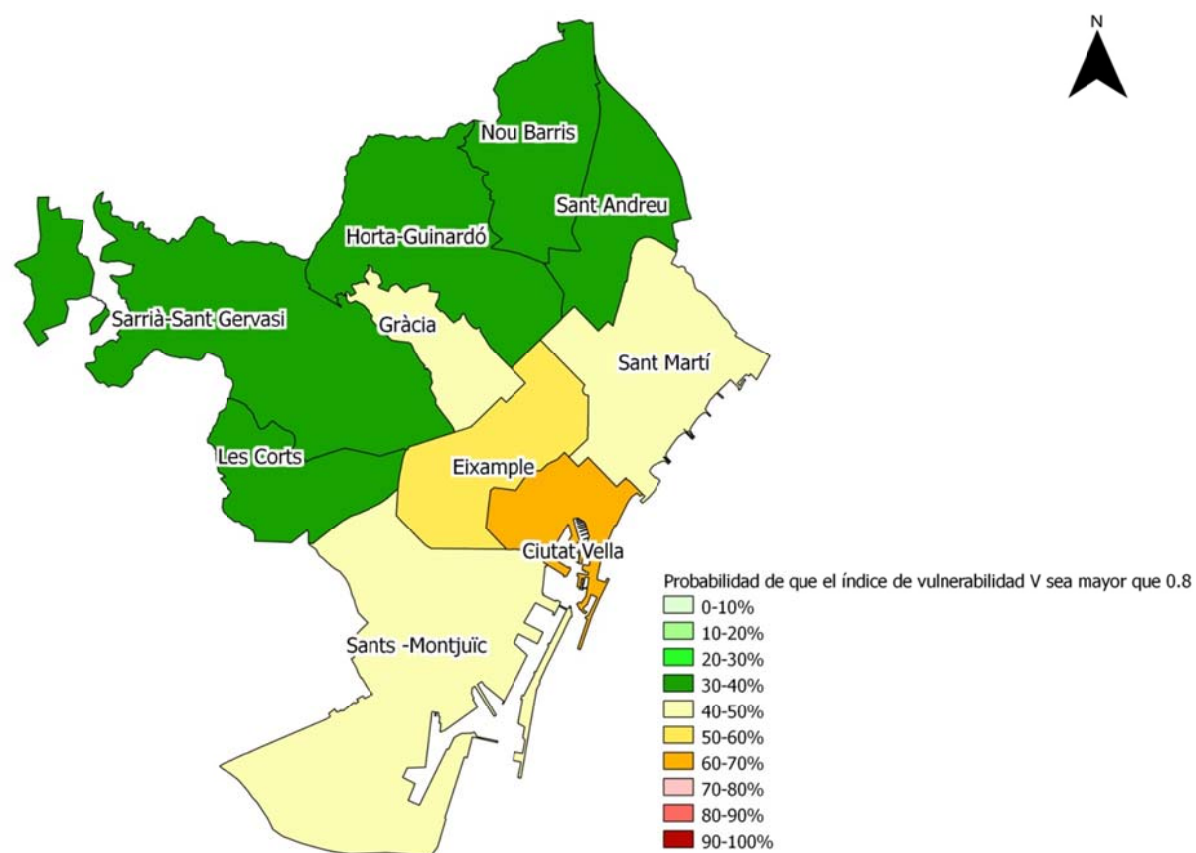 N
Nou Barris
Sant Andreu
Horta-Guinardó
Sarrià-Sant Gervasi
Gràcia
Sant Martí
Les Corts
Eixample
Ciutat Vella
Sants -Montjuïc
Probabilidad de que el índice de vulnerabilidad V sea mayor que 0.8
0-10%
10-20%
20-30%
30-40%
40-50%
50-60%
60-70%
70-80%
80-90%
90-100%